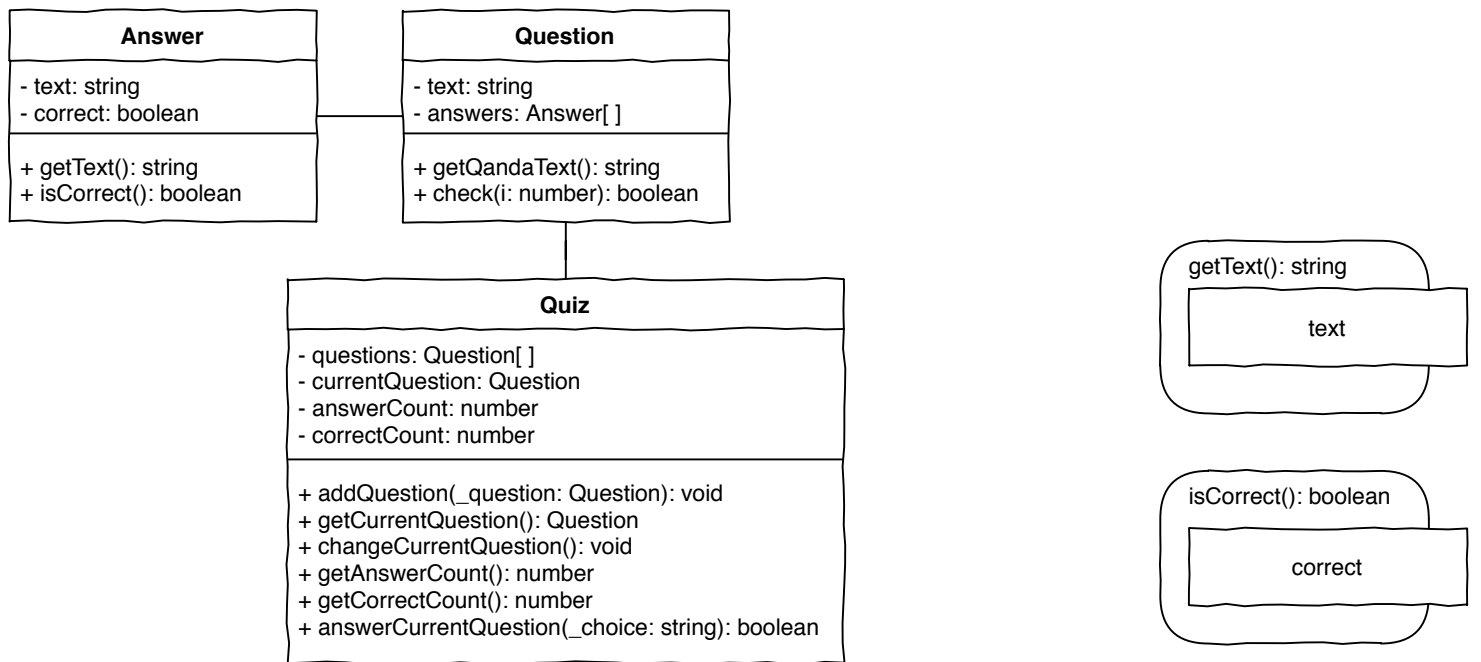 Answer
- text: string
- correct: boolean
+ getText(): string
+ isCorrect(): boolean
Question
- text: string
- answers: Answer[ ]
+ getQandaText(): string
+ check(i: number): boolean
Quiz
- questions: Question[ ]
- currentQuestion: Question
- answerCount: number
- correctCount: number
+ addQuestion(_question: Question): void
+ getCurrentQuestion(): Question
+ changeCurrentQuestion(): void
+ getAnswerCount(): number
+ getCorrectCount(): number
+ answerCurrentQuestion(_choice: string): boolean
getText(): string
text
isCorrect(): boolean
correct